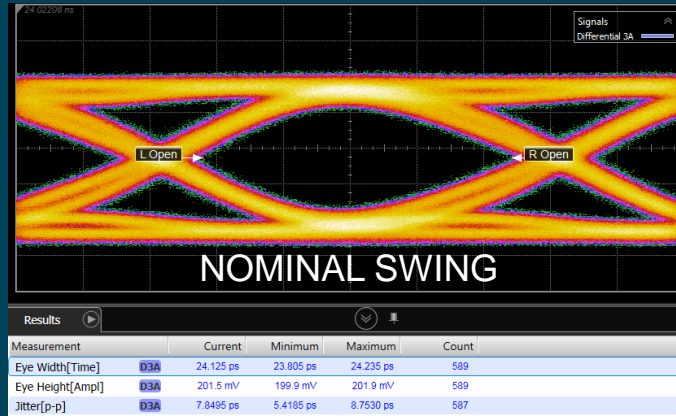 24.02208 ns
Signals
Differential 3A
L Open
R Open
NOMINAL SWING
Results
Measurement Current Minimum Maximum Count
Eye Width[Time] D3A 24.125 ps 23.805 ps 24.235 ps 589
Eye Height[Ampl] D3A 201.5 mV 199.9 mV 201.9 mV 589
Jitter[p-p] D3A 7.8495 ps 5.4185 ps 8.7530 ps 587